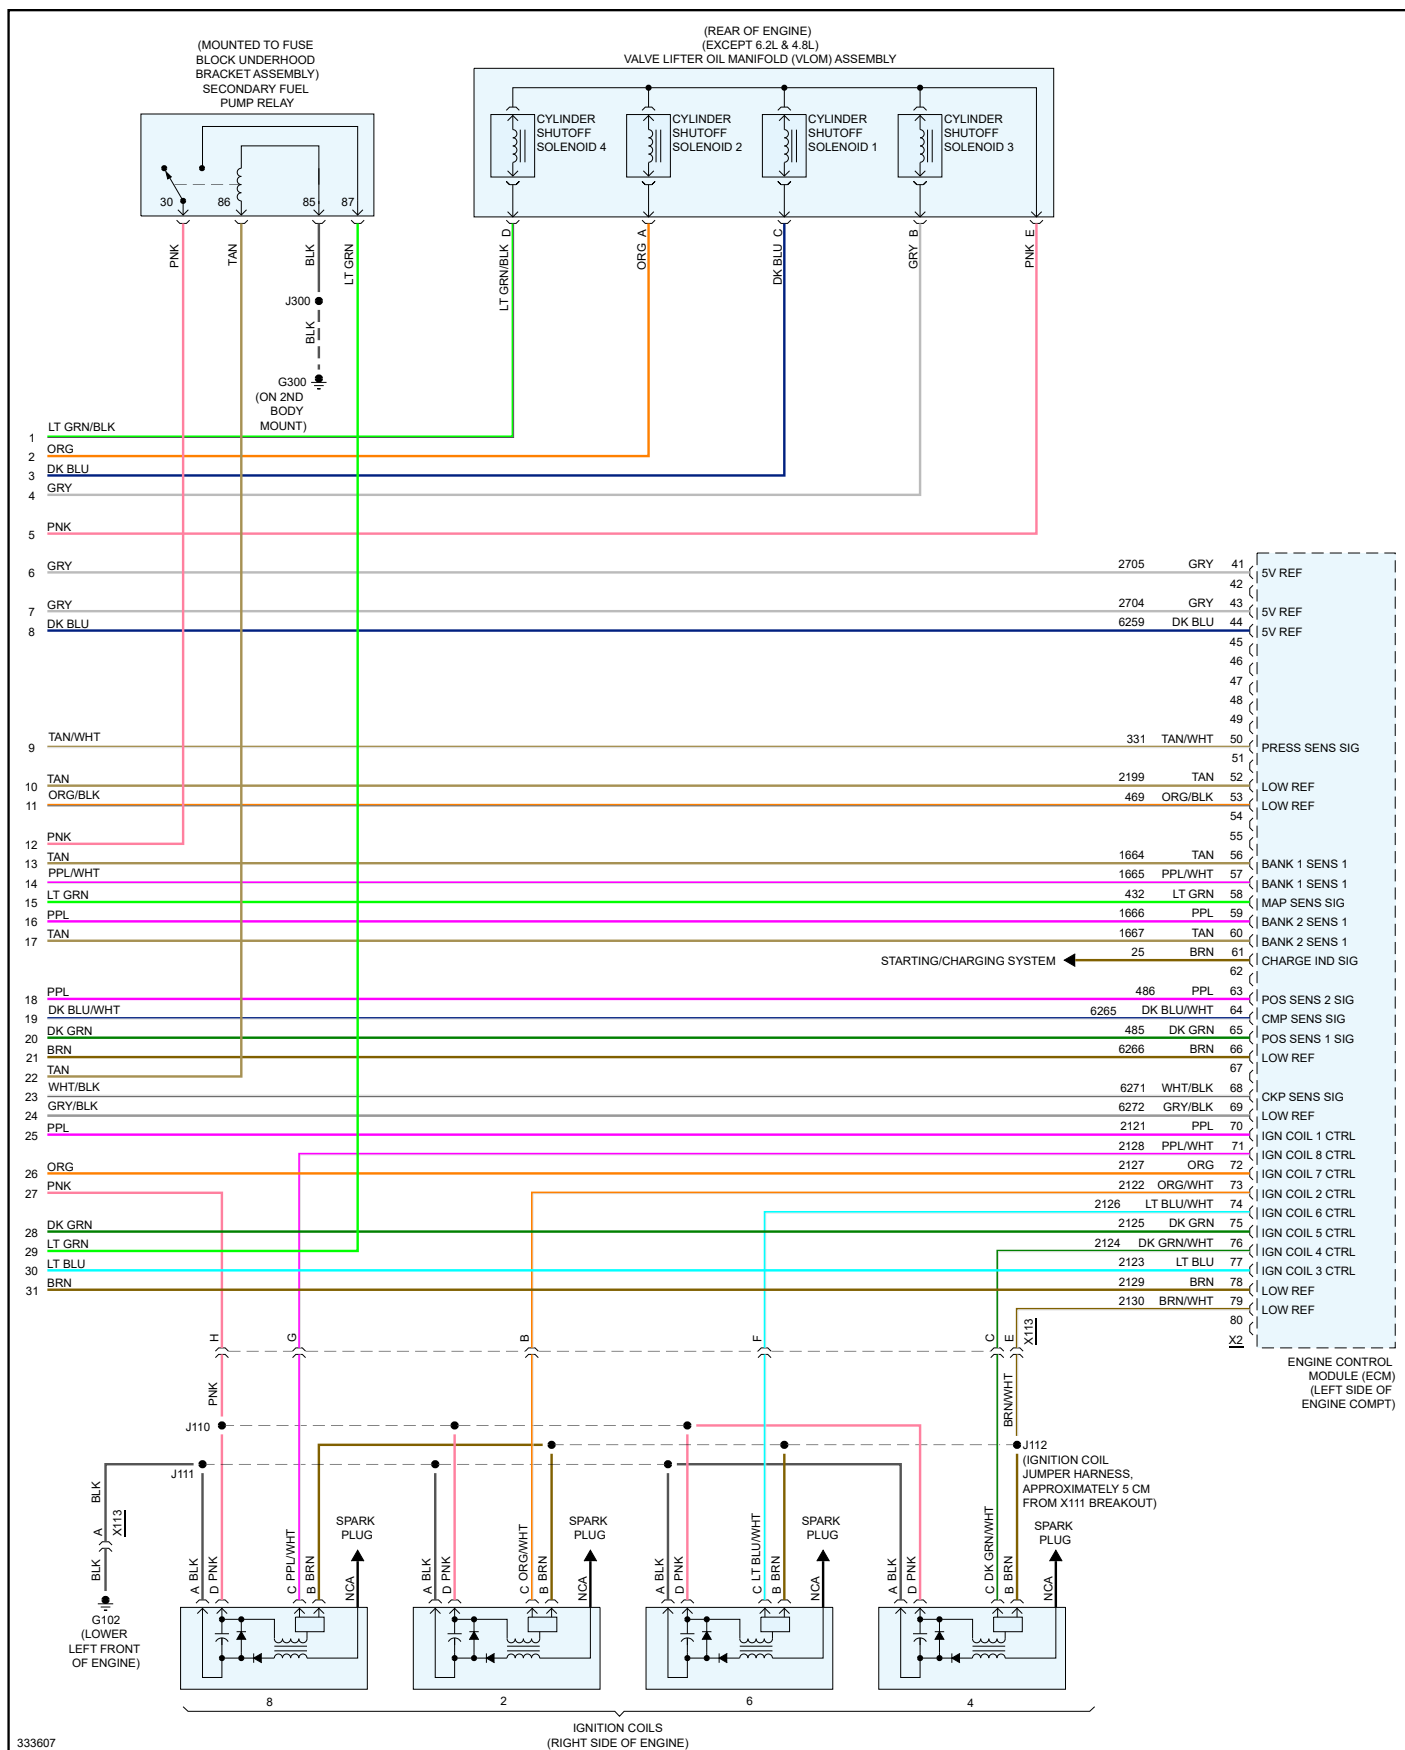 (MOUNTED TO FUSE
BLOCK UNDERHOOD
BRACKET ASSEMBLY)
SECONDARY FUEL
PUMP RELAY
(REAR OF ENGINE)
(EXCEPT 6.2L & 4.8L)
VALVE LIFTER OIL MANIFOLD (VLOM) ASSEMBLY
CYLINDER
SHUTOFF
SOLENOID 4
CYLINDER
SHUTOFF
SOLENOID 2
CYLINDER
SHUTOFF
SOLENOID 1
CYLINDER
SHUTOFF
SOLENOID 3
30 86 85 87
PNK
TAN
BLK
LT GRN
J300
BLK
G300
(ON 2ND
BODY
MOUNT)
LT GRN/BLK D
ORG A
DK BLU C
GRY B
PNK E
1 LT GRN/BLK
2 ORG
3 DK BLU
4 GRY
5 PNK
6 GRY 2705 GRY 41 5V REF
42
7 GRY 2704 GRY 43 5V REF
8 DK BLU 6259 DK BLU 44 5V REF
45
46
47
48
49
9 TAN/WHT 331 TAN/WHT 50 PRESS SENS SIG
51
10 TAN 2199 TAN 52 LOW REF
11 ORG/BLK 469 ORG/BLK 53 LOW REF
54
55
12 PNK
13 TAN 1664 TAN 56 BANK 1 SENS 1
14 PPL/WHT 1665 PPL/WHT 57 BANK 1 SENS 1
15 LT GRN 432 LT GRN 58 MAP SENS SIG
16 PPL 1666 PPL 59 BANK 2 SENS 1
17 TAN 1667 TAN 60 BANK 2 SENS 1
STARTING/CHARGING SYSTEM 25 BRN 61 CHARGE IND SIG
62
18 PPL 486 PPL 63 POS SENS 2 SIG
19 DK BLU/WHT 6265 DK BLU/WHT 64 CMP SENS SIG
20 DK GRN 485 DK GRN 65 POS SENS 1 SIG
21 BRN 6266 BRN 66 LOW REF
67
22 TAN
23 WHT/BLK 6271 WHT/BLK 68 CKP SENS SIG
24 GRY/BLK 6272 GRY/BLK 69 LOW REF
25 PPL 2121 PPL 70 IGN COIL 1 CTRL
2128 PPL/WHT 71 IGN COIL 8 CTRL
26 ORG 2127 ORG 72 IGN COIL 7 CTRL
27 PNK 2122 ORG/WHT 73 IGN COIL 2 CTRL
2126 LT BLU/WHT 74 IGN COIL 6 CTRL
28 DK GRN 2125 DK GRN 75 IGN COIL 5 CTRL
29 LT GRN 2124 DK GRN/WHT 76 IGN COIL 4 CTRL
30 LT BLU 2123 LT BLU 77 IGN COIL 3 CTRL
31 BRN 2129 BRN 78 LOW REF
2130 BRN/WHT 79 LOW REF
80
X2
ENGINE CONTROL
MODULE (ECM)
(LEFT SIDE OF
ENGINE COMPT)
H G B F C E X113
PNK
BRN/WHT
J110
J112
(IGNITION COIL
JUMPER HARNESS,
APPROXIMATELY 5 CM
FROM X111 BREAKOUT)
J111
BLK
A X113
BLK
G102
(LOWER
LEFT FRONT
OF ENGINE)
A BLK
D PNK
C PPL/WHT
B BRN
NCA
SPARK
PLUG
A BLK
D PNK
C ORG/WHT
B BRN
NCA
SPARK
PLUG
A BLK
D PNK
C LT BLU/WHT
B BRN
NCA
SPARK
PLUG
A BLK
D PNK
C DK GRN/WHT
B BRN
NCA
SPARK
PLUG
8 2 6 4
IGNITION COILS
(RIGHT SIDE OF ENGINE)
333607